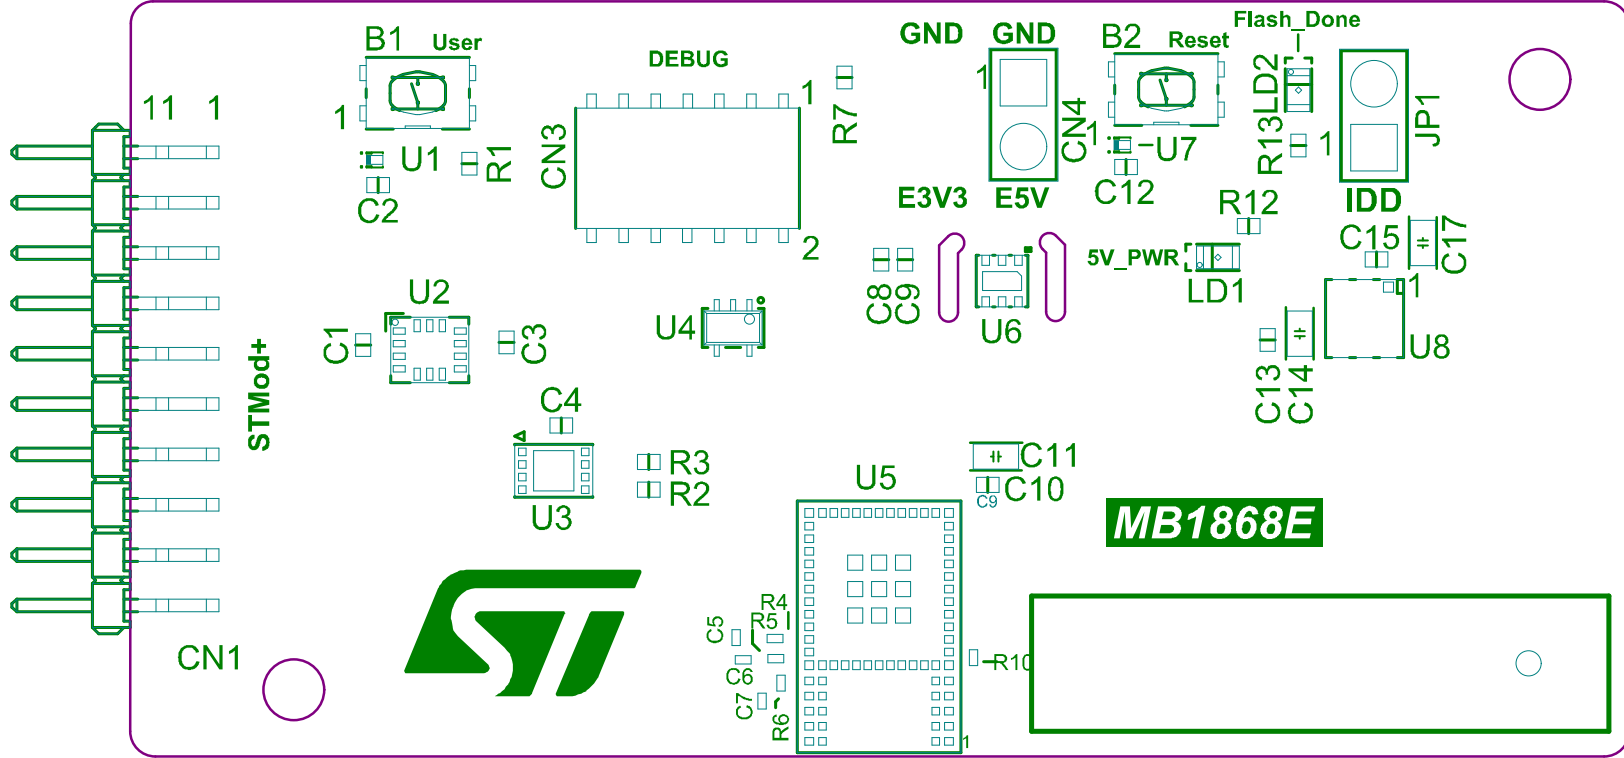 Flash_Done
B1
User
GND
GND
B2
Reset
DEBUG
LD2
11
1
1
1
1
JP1
R7
CN4
1
R13
1
CN3
U1
R1
U7
C2
C12
E3V3
E5V
IDD
R12
C15
C17
2
5V_PWR
LD1
1
C8
C9
U2
U4
U6
U8
C1
C3
STMod+
C13
C14
C4
R3
R2
C11
C10
C9
U3
U5
MB1868E
ST
R4
R5
C5
C6
R10
CN1
C7
R6
1